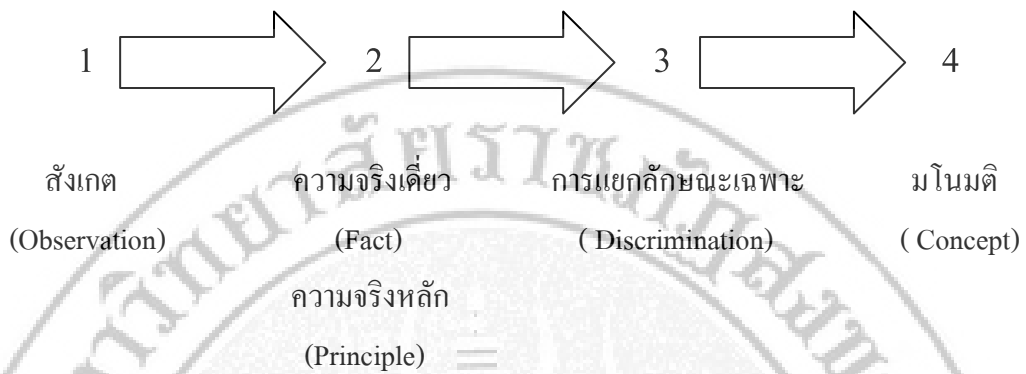 1 2 3 4
สังเกต ความจริงเดี่ยว การแยกลักษณะเฉพาะ มโนมติ
(Observation) (Fact) ( Discrimination) ( Concept)
ความจริงหลัก
(Principle)